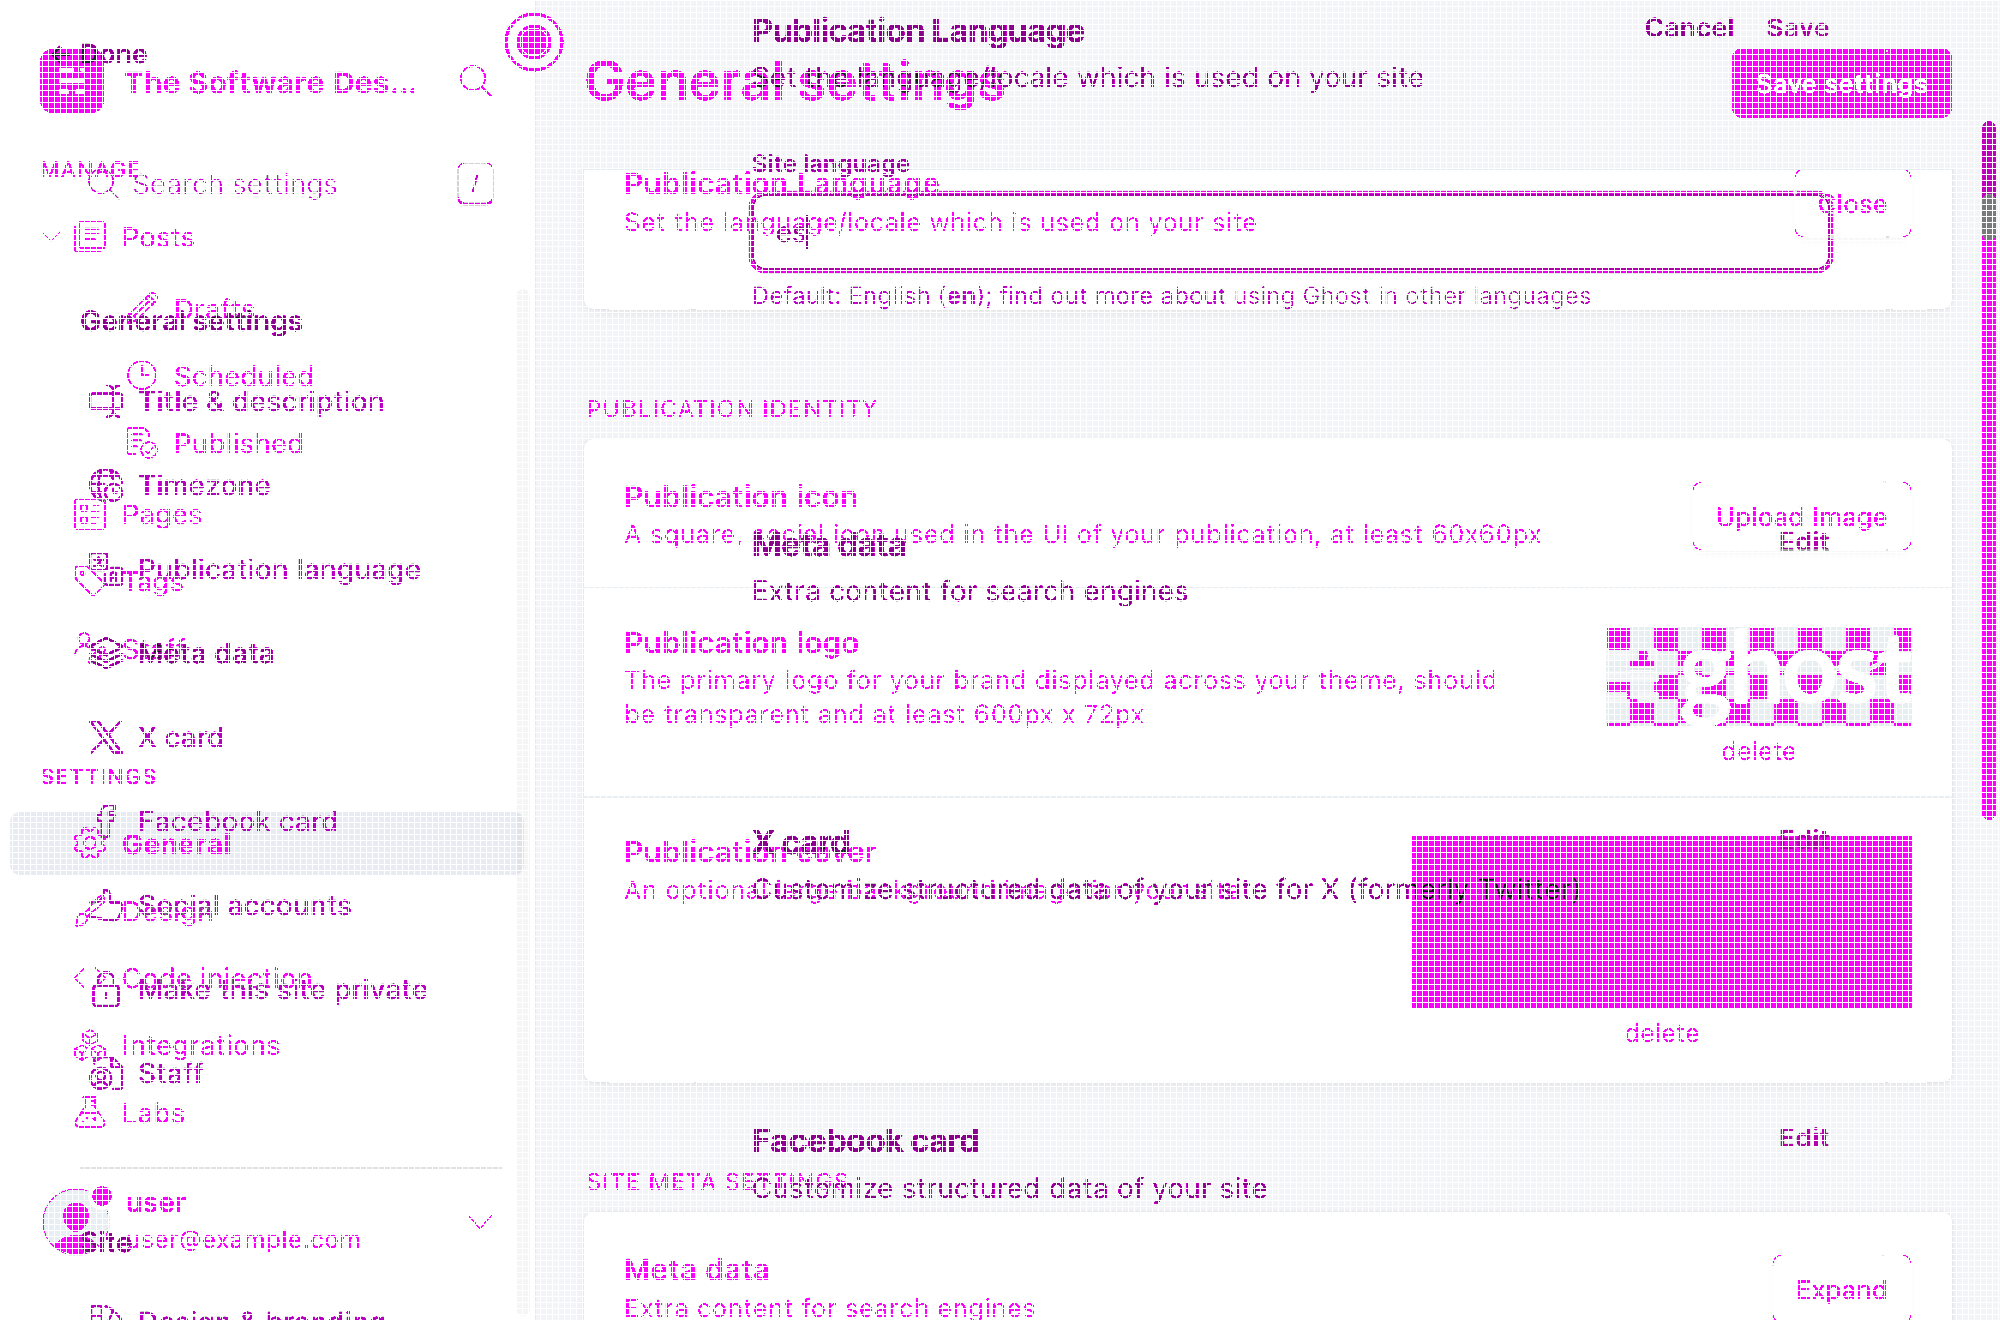 Done
The Software Des...
MANAGE
Search settings
/
Posts
Drafts
General settings
Scheduled
Title & description
Published
Timezone
Pages
Publication language
Tags
Staff
Meta data
X card
SETTINGS
Facebook card
General
Social accounts
Design
Code injection
Make this site private
Integrations
Staff
Labs
user
user@example.com
Site
Design & branding
Publication Language
Cancel
Save
General settings
Set the language/locale which is used on your site
Save settings
Site language
Publication Language
Close
Set the language/locale which is used on your site
es
Default: English (en); find out more about using Ghost in other languages
PUBLICATION IDENTITY
Publication icon
A square, social icon used in the UI of your publication, at least 60x60px
Upload Image
Meta data
Edit
Extra content for search engines
Publication logo
The primary logo for your brand displayed across your theme, should
be transparent and at least 600px x 72px
ghost
delete
X card
Edit
Publication cover
Customize structured data of your site for X (formerly Twitter)
An optional
delete
Facebook card
Edit
SITE META SETTINGS
Customize structured data of your site
Meta data
Extra content for search engines
Expand